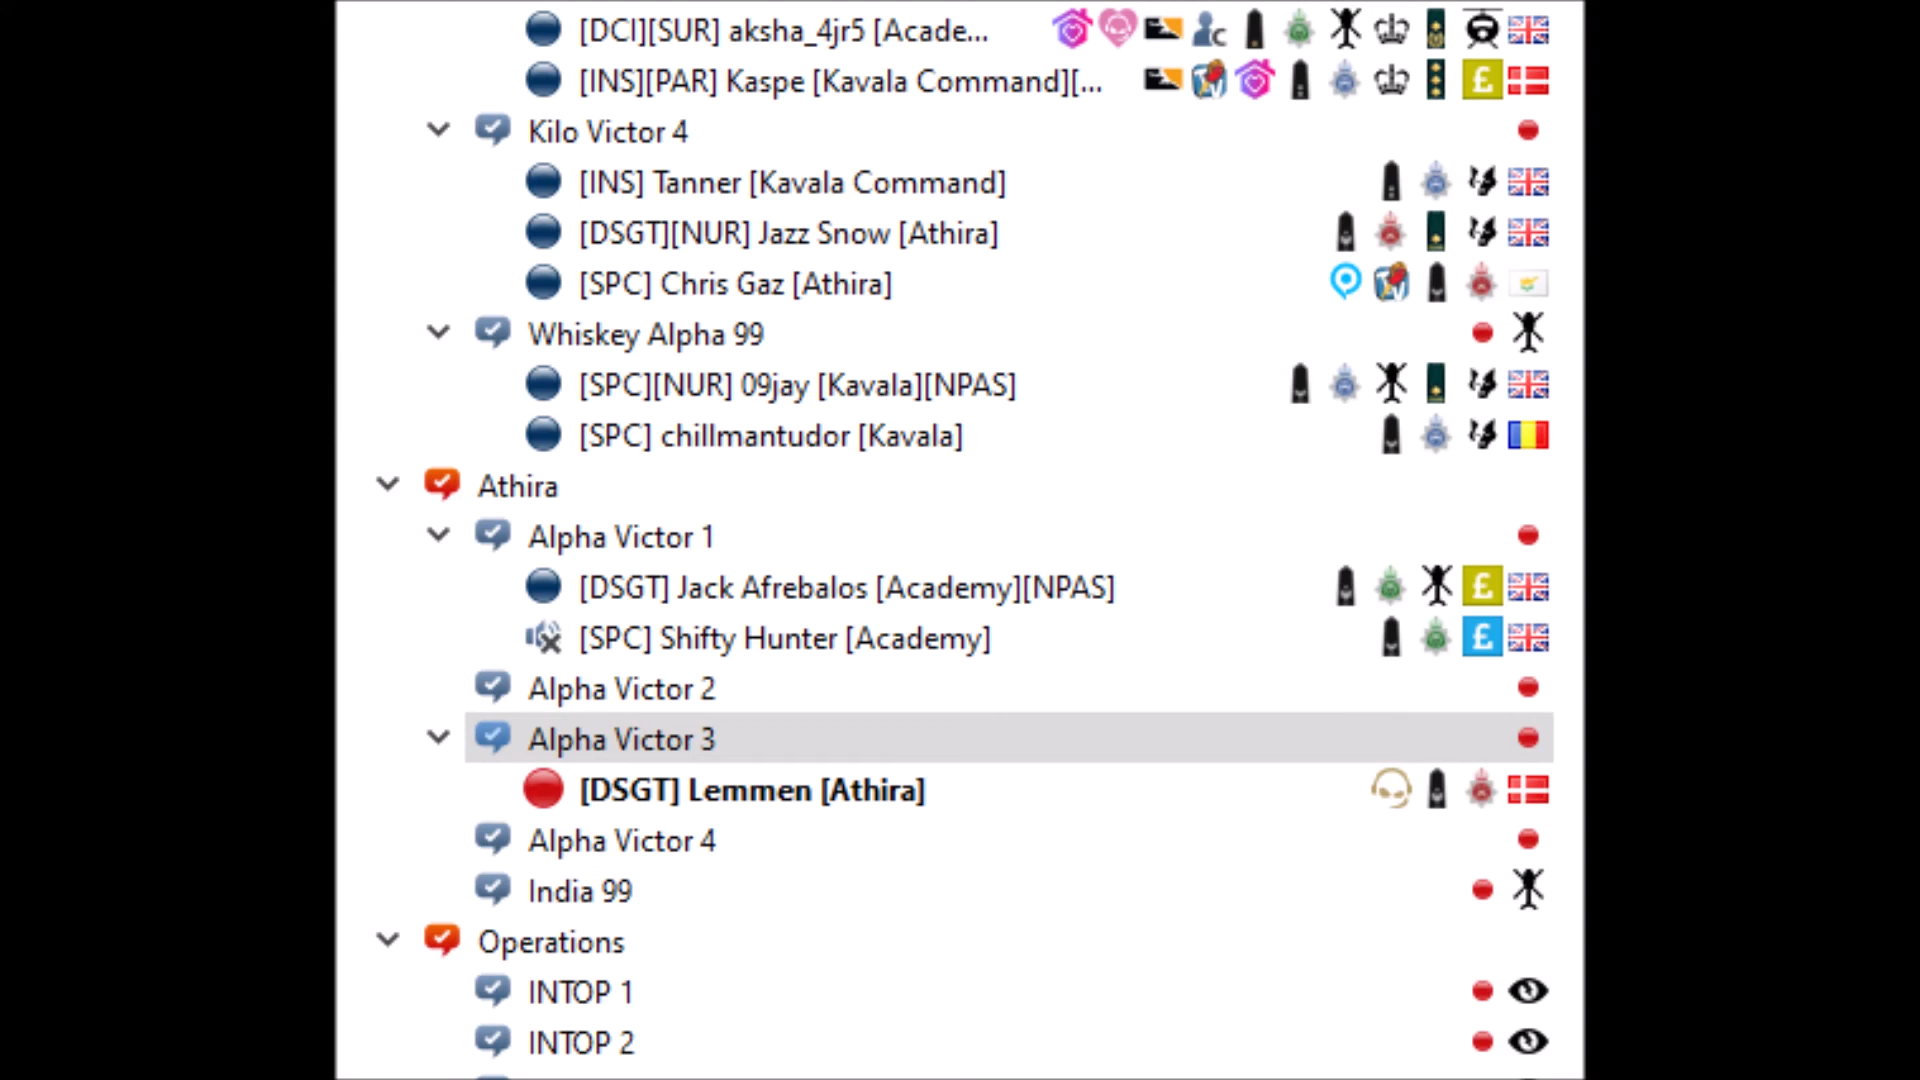 [DCI][SUR] aksha_4jr5 [Acade...
[INS][PAR] Kaspe [Kavala Command][...
£
Kilo Victor 4
[INS] Tanner [Kavala Command]
[DSGT][NUR] Jazz Snow [Athira]
[SPC] Chris Gaz [Athira]
Whiskey Alpha 99
[SPC][NUR] 09jay [Kavala][NPAS]
[SPC] chillmantudor [Kavala]
Athira
Alpha Victor 1
[DSGT] Jack Afrebalos [Academy][NPAS]
£
[SPC] Shifty Hunter [Academy]
£
Alpha Victor 2
Alpha Victor 3
[DSGT] Lemmen [Athira]
Alpha Victor 4
India 99
Operations
INTOP 1
INTOP 2